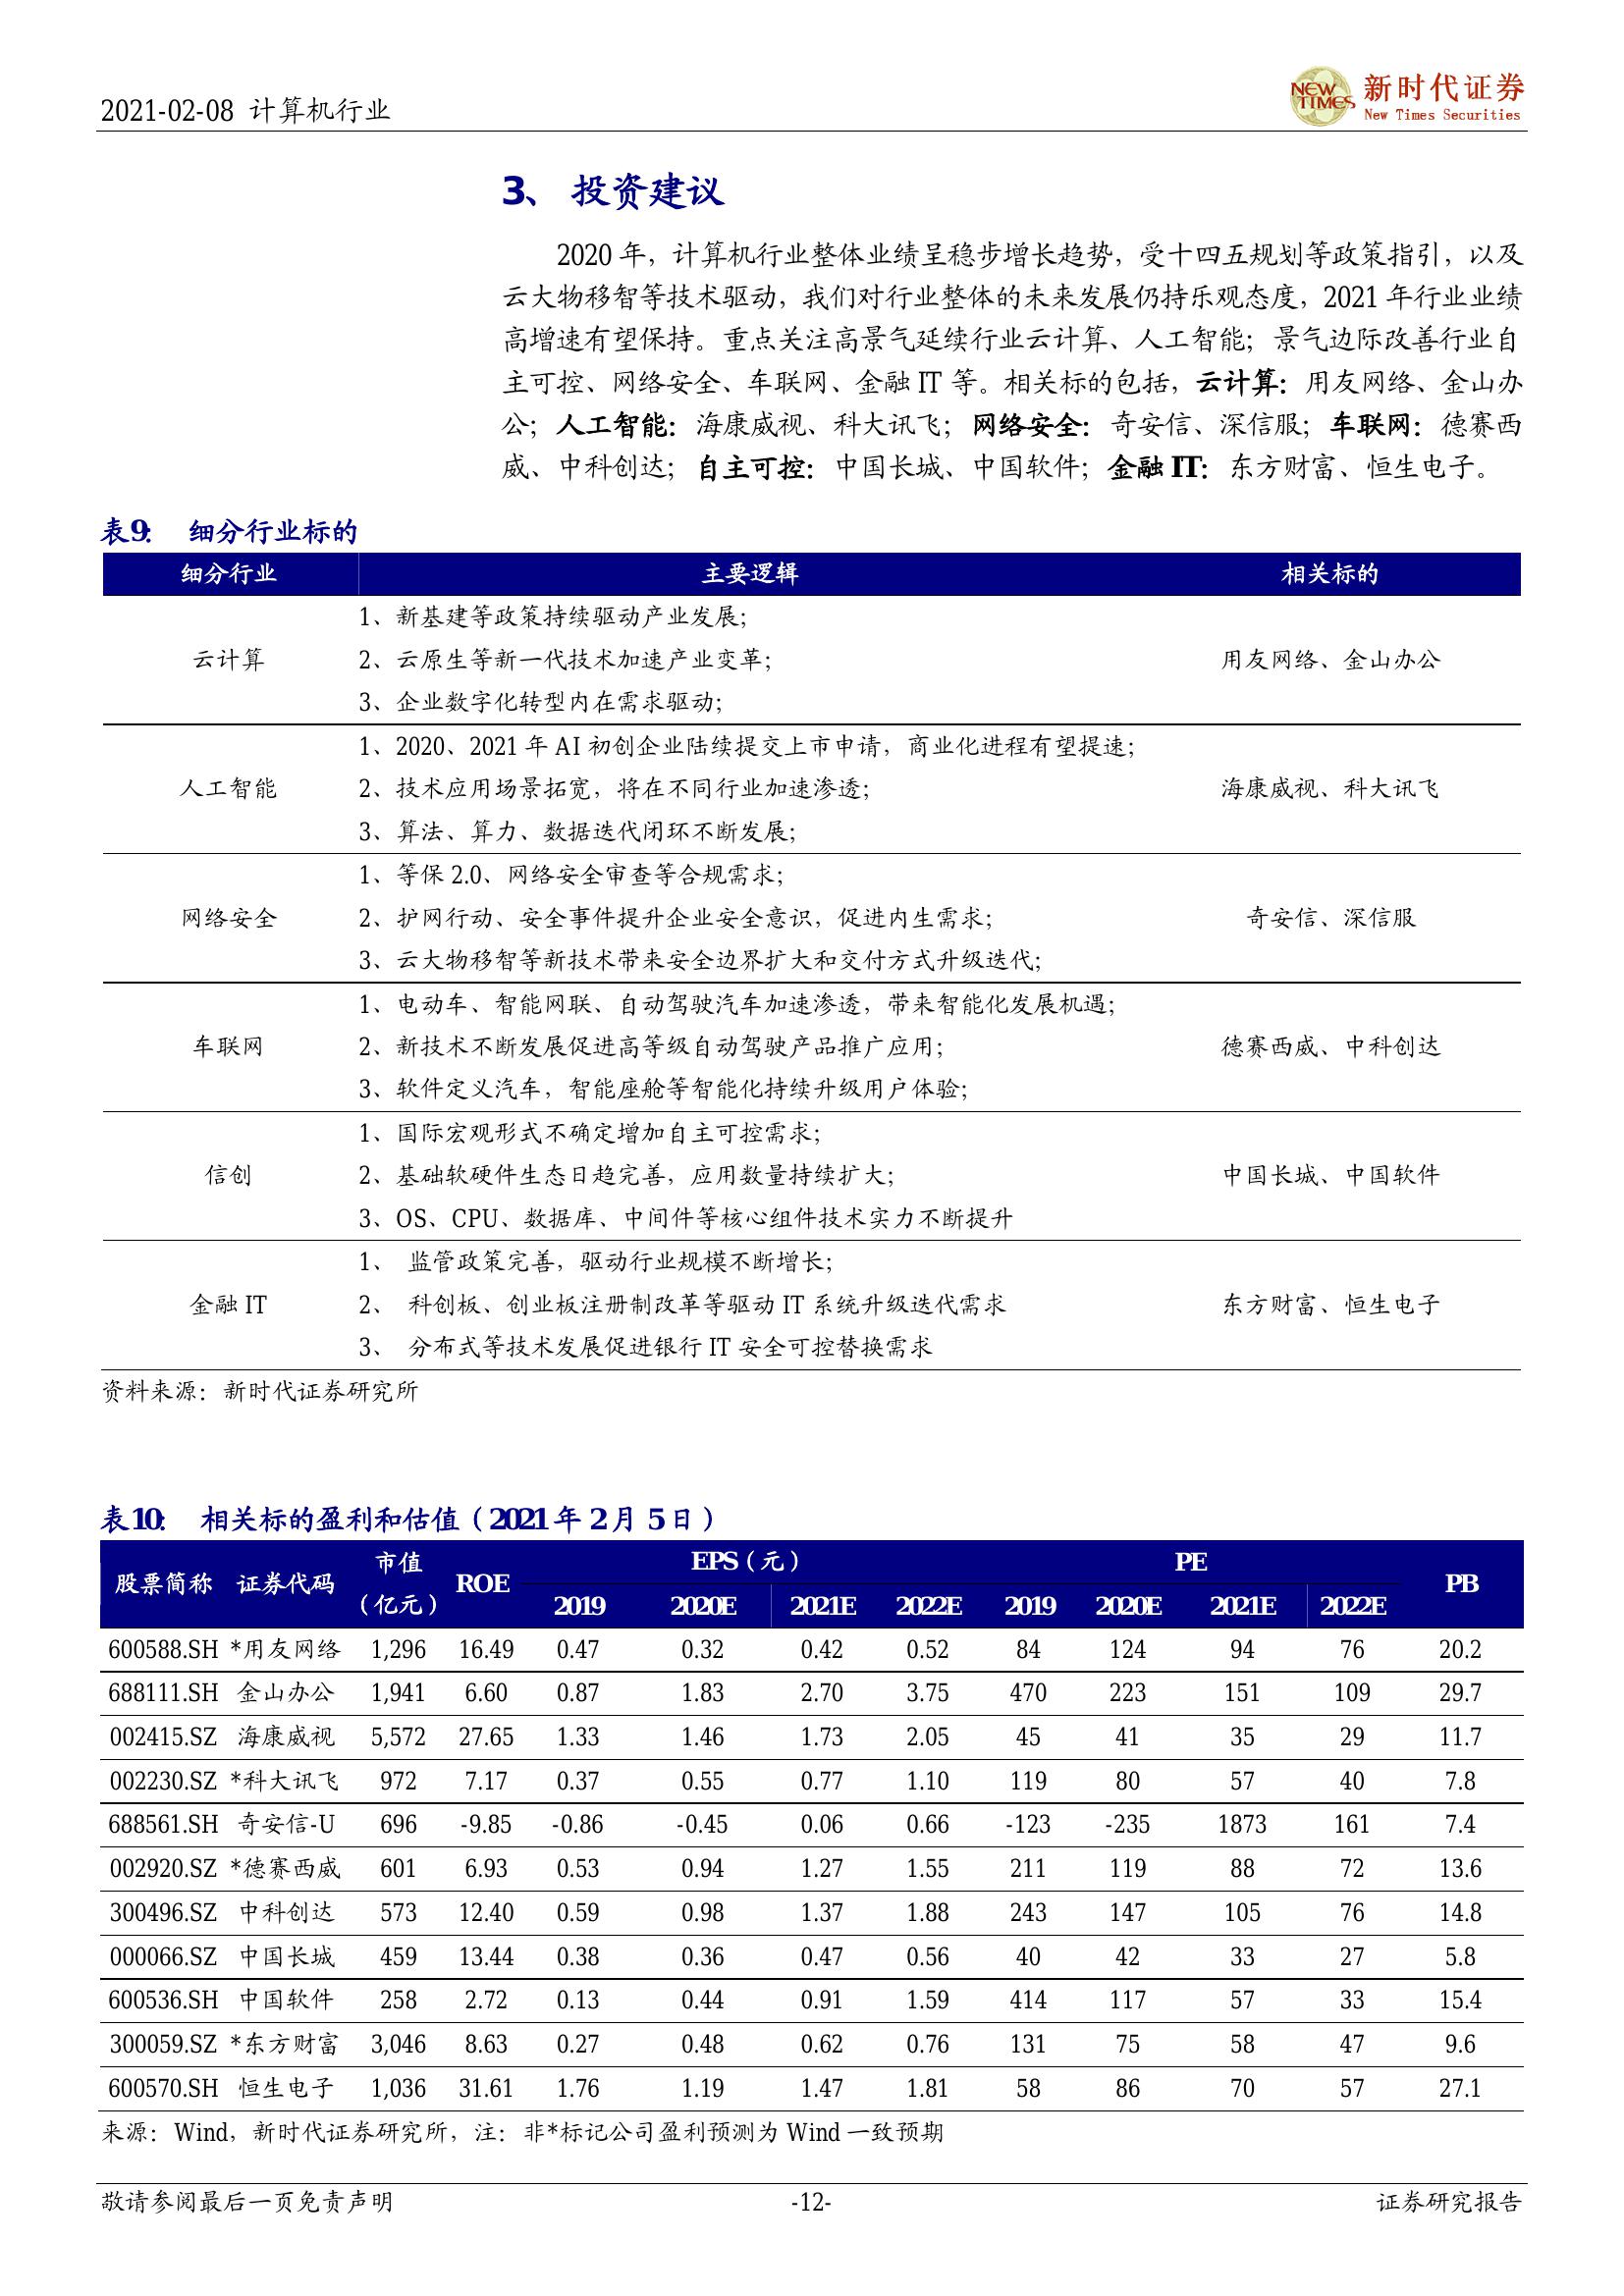 2021-02-08 计算机行业
NEW TIMES 新时代证券
New Times Securities
3、 投资建议
2020 年，计算机行业整体业绩呈稳步增长趋势，受十四五规划等政策指引，以及
云大物移智等技术驱动，我们对行业整体的未来发展仍持乐观态度，2021 年行业业绩
高增速有望保持。重点关注高景气延续行业云计算、人工智能；景气边际改善行业自
主可控、网络安全、车联网、金融 IT 等。相关标的包括，云计算：用友网络、金山办
公；人工智能：海康威视、科大讯飞；网络安全：奇安信、深信服；车联网：德赛西
威、中科创达；自主可控：中国长城、中国软件；金融 IT：东方财富、恒生电子。
表9： 细分行业标的
细分行业 主要逻辑 相关标的
1、新基建等政策持续驱动产业发展；
云计算 2、云原生等新一代技术加速产业变革； 用友网络、金山办公
3、企业数字化转型内在需求驱动；
1、2020、2021 年 AI 初创企业陆续提交上市申请，商业化进程有望提速；
人工智能 2、技术应用场景拓宽，将在不同行业加速渗透； 海康威视、科大讯飞
3、算法、算力、数据迭代闭环不断发展；
1、等保 2.0、网络安全审查等合规需求；
网络安全 2、护网行动、安全事件提升企业安全意识，促进内生需求； 奇安信、深信服
3、云大物移智等新技术带来安全边界扩大和交付方式升级迭代；
1、电动车、智能网联、自动驾驶汽车加速渗透，带来智能化发展机遇；
车联网 2、新技术不断发展促进高等级自动驾驶产品推广应用； 德赛西威、中科创达
3、软件定义汽车，智能座舱等智能化持续升级用户体验；
1、国际宏观形式不确定增加自主可控需求；
信创 2、基础软硬件生态日趋完善，应用数量持续扩大； 中国长城、中国软件
3、OS、CPU、数据库、中间件等核心组件技术实力不断提升
1、 监管政策完善，驱动行业规模不断增长；
金融 IT 2、 科创板、创业板注册制改革等驱动 IT 系统升级迭代需求 东方财富、恒生电子
3、 分布式等技术发展促进银行 IT 安全可控替换需求
资料来源：新时代证券研究所
表10： 相关标的盈利和估值（2021 年 2 月 5 日）
股票简称 证券代码 市值（亿元） ROE EPS（元） PE PB
2019 2020E 2021E 2022E 2019 2020E 2021E 2022E
600588.SH *用友网络 1,296 16.49 0.47 0.32 0.42 0.52 84 124 94 76 20.2
688111.SH 金山办公 1,941 6.60 0.87 1.83 2.70 3.75 470 223 151 109 29.7
002415.SZ 海康威视 5,572 27.65 1.33 1.46 1.73 2.05 45 41 35 29 11.7
002230.SZ *科大讯飞 972 7.17 0.37 0.55 0.77 1.10 119 80 57 40 7.8
688561.SH 奇安信-U 696 -9.85 -0.86 -0.45 0.06 0.66 -123 -235 1873 161 7.4
002920.SZ *德赛西威 601 6.93 0.53 0.94 1.27 1.55 211 119 88 72 13.6
300496.SZ 中科创达 573 12.40 0.59 0.98 1.37 1.88 243 147 105 76 14.8
000066.SZ 中国长城 459 13.44 0.38 0.36 0.47 0.56 40 42 33 27 5.8
600536.SH 中国软件 258 2.72 0.13 0.44 0.91 1.59 414 117 57 33 15.4
300059.SZ *东方财富 3,046 8.63 0.27 0.48 0.62 0.76 131 75 58 47 9.6
600570.SH 恒生电子 1,036 31.61 1.76 1.19 1.47 1.81 58 86 70 57 27.1
来源：Wind，新时代证券研究所，注：非*标记公司盈利预测为 Wind 一致预期
敬请参阅最后一页免责声明 -12- 证券研究报告